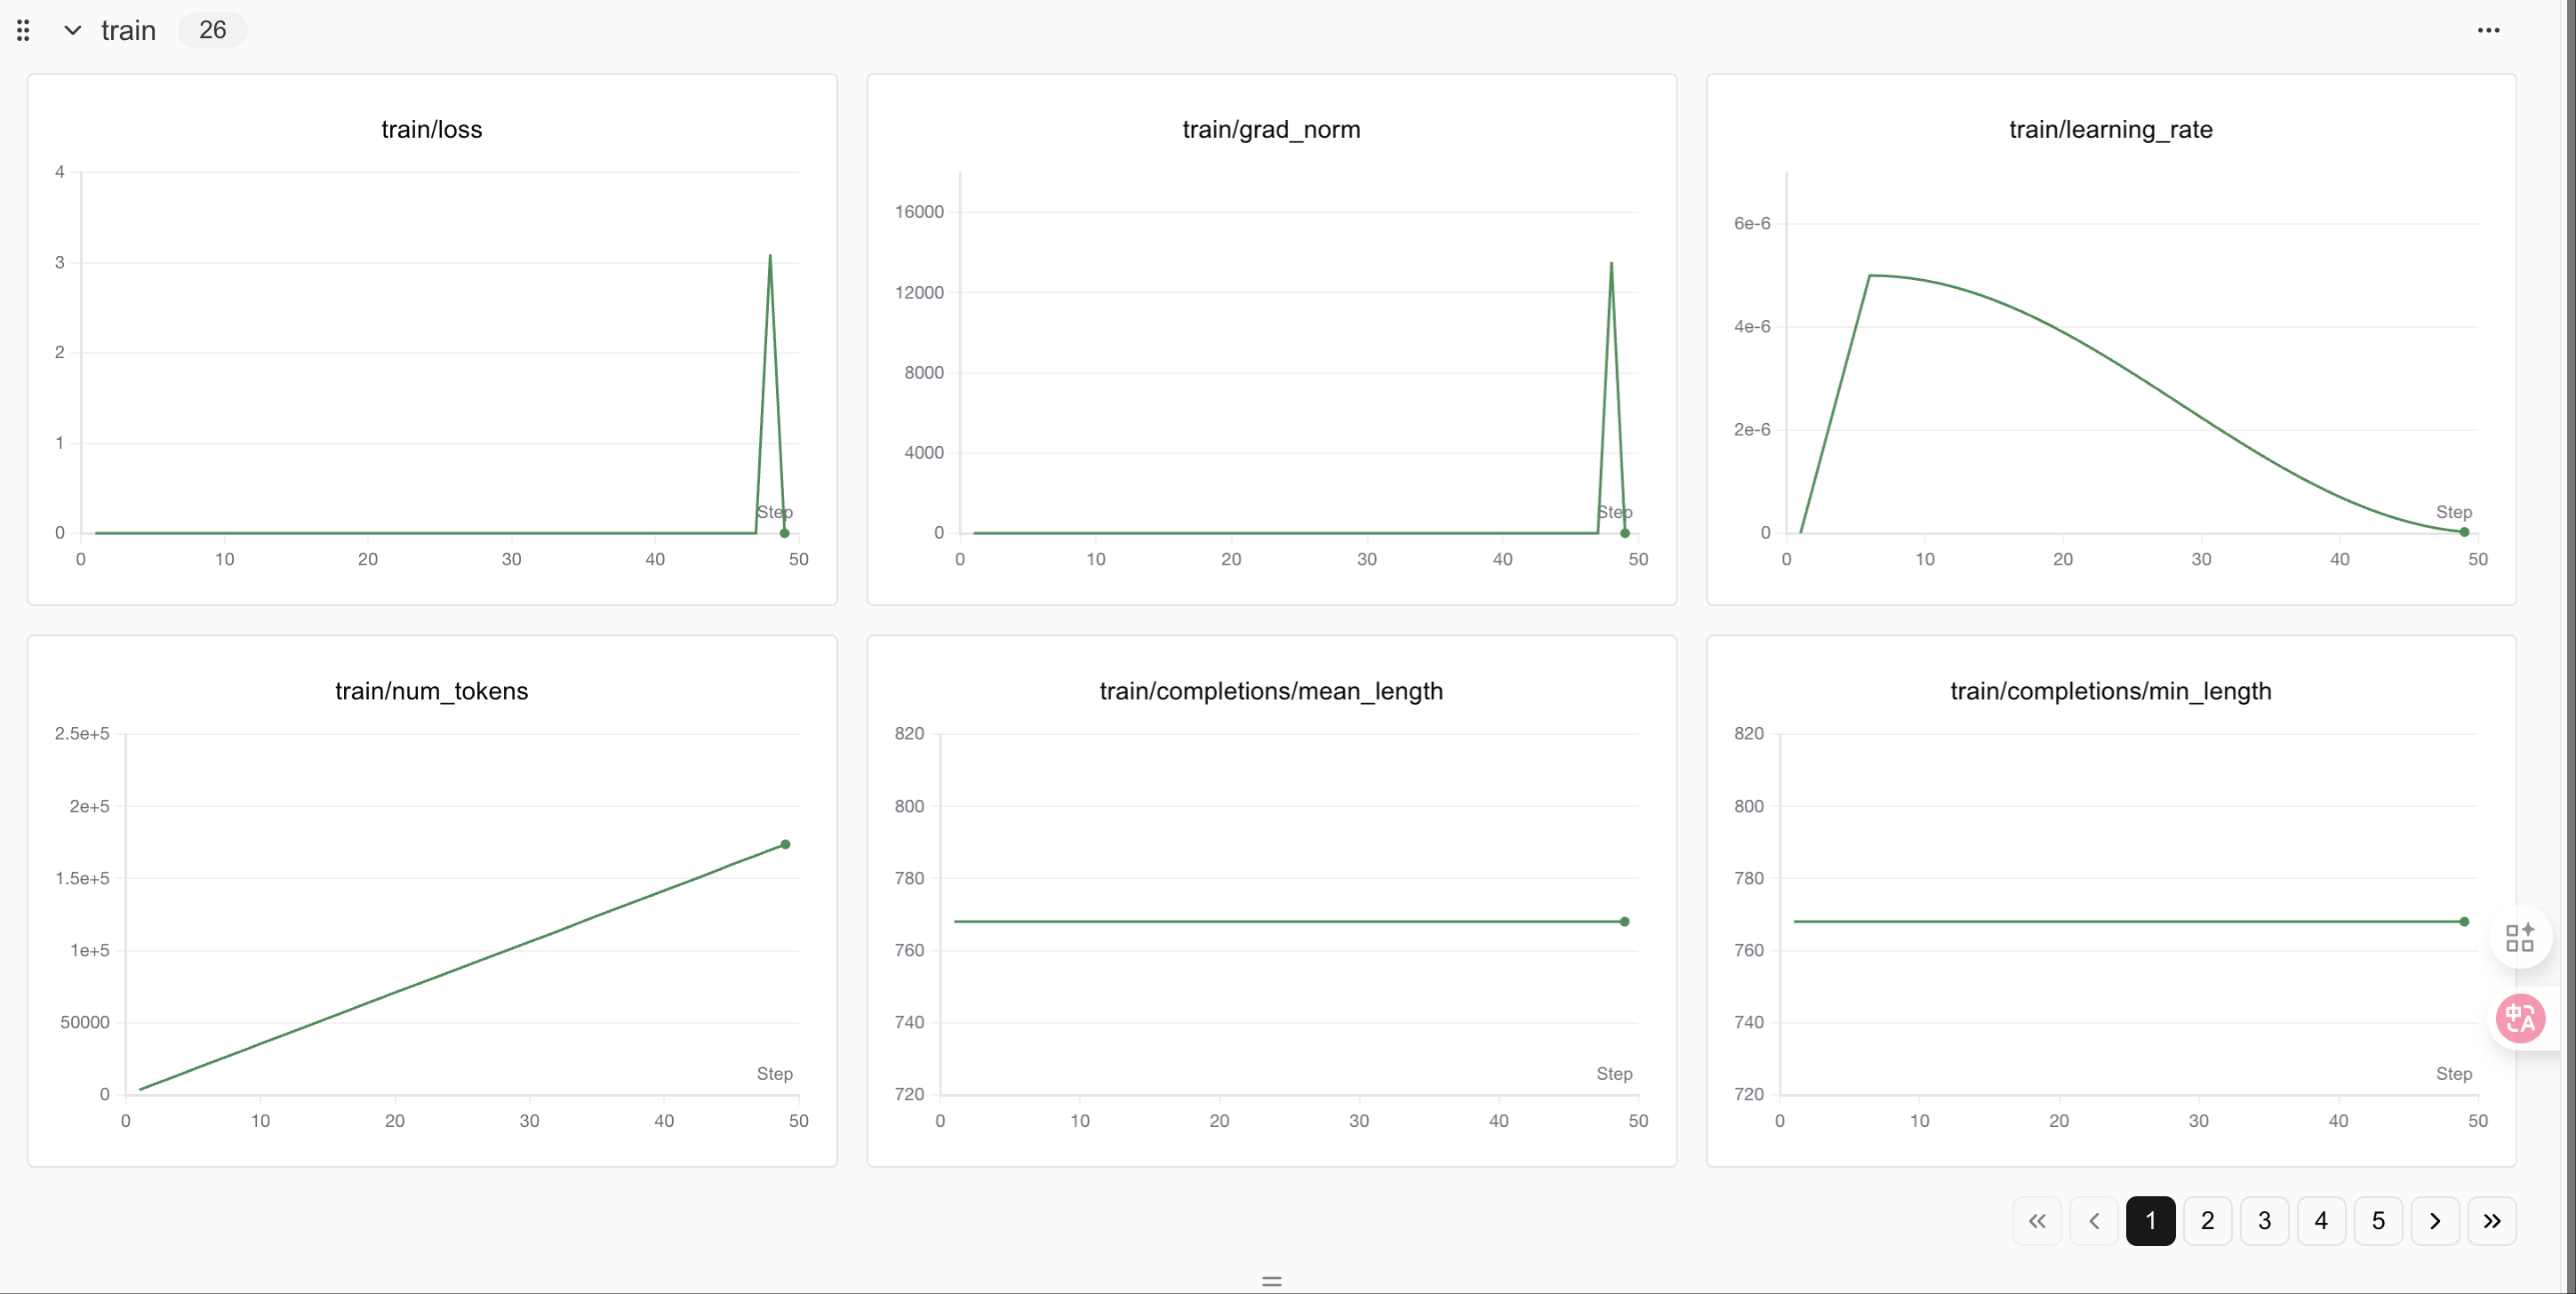 train 26
train/loss
4
3
2
1
0
Step
0 10 20 30 40 50
train/grad_norm
16000
12000
8000
4000
0
Step
0 10 20 30 40 50
train/learning_rate
6e-6
4e-6
2e-6
0
Step
0 10 20 30 40 50
train/num_tokens
2.5e+5
2e+5
1.5e+5
1e+5
50000
0
Step
0 10 20 30 40 50
train/completions/mean_length
820
800
780
760
740
720
Step
0 10 20 30 40 50
train/completions/min_length
820
800
780
760
740
720
Step
0 10 20 30 40 50
中A
1 2 3 4 5